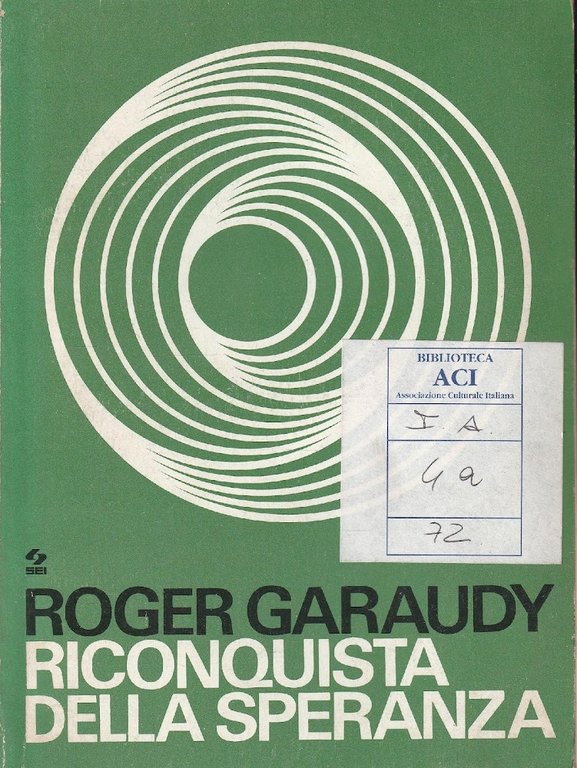 BIBLIOTECA
ACI
Associazione Culturale Italiana
I A.
4 a
72
SEI
ROGER GARAUDY
RICONQUISTA
DELLA SPERANZA